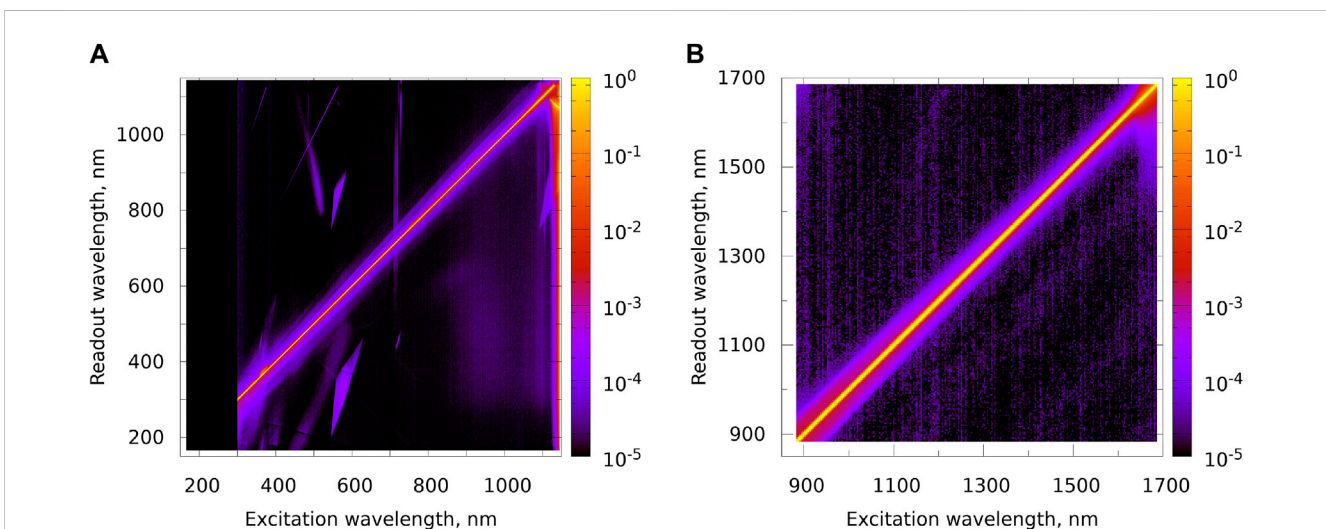 A
B
1000
800
600
400
200
200 400 600 800 1000
Readout wavelength, nm
Excitation wavelength, nm
10^0
10^-1
10^-2
10^-3
10^-4
10^-5
1700
1500
1300
1100
900
900 1100 1300 1500 1700
Readout wavelength, nm
Excitation wavelength, nm
10^0
10^-1
10^-2
10^-3
10^-4
10^-5